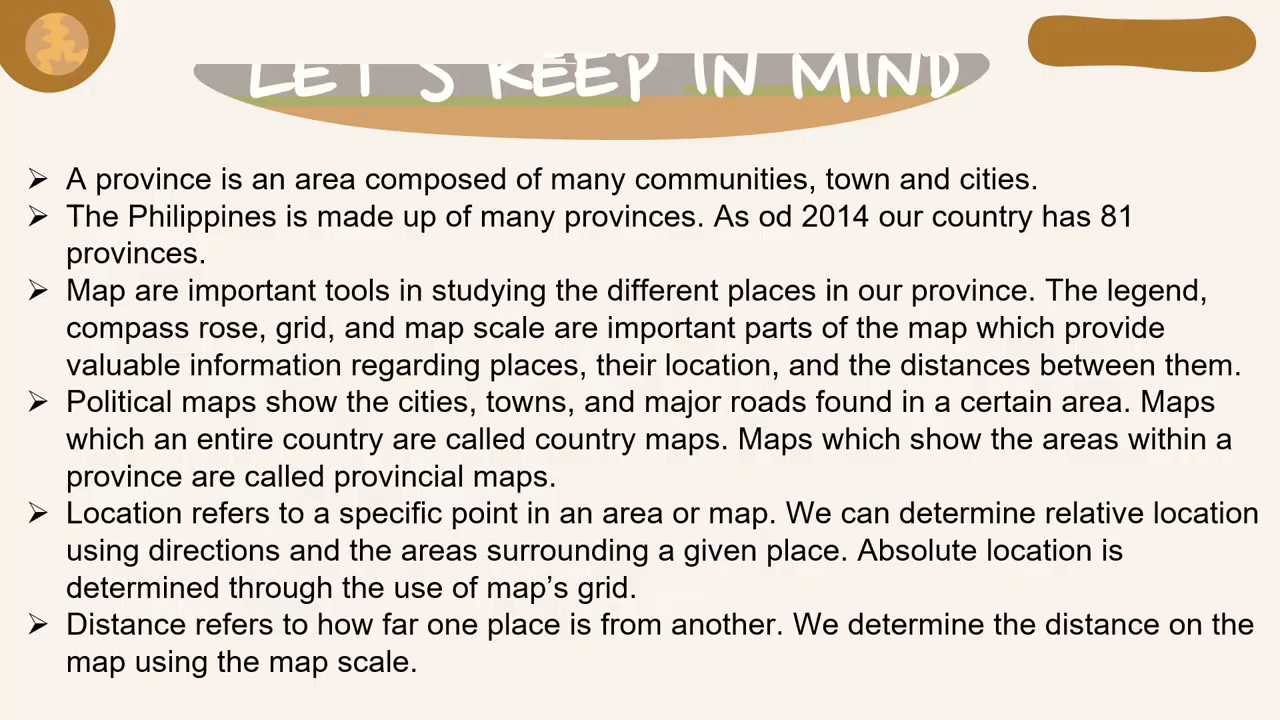 LET'S KEEP IN MIND
➢ A province is an area composed of many communities, town and cities.
➢ The Philippines is made up of many provinces. As od 2014 our country has 81
provinces.
➢ Map are important tools in studying the different places in our province. The legend,
compass rose, grid, and map scale are important parts of the map which provide
valuable information regarding places, their location, and the distances between them.
➢ Political maps show the cities, towns, and major roads found in a certain area. Maps
which an entire country are called country maps. Maps which show the areas within a
province are called provincial maps.
➢ Location refers to a specific point in an area or map. We can determine relative location
using directions and the areas surrounding a given place. Absolute location is
determined through the use of map’s grid.
➢ Distance refers to how far one place is from another. We determine the distance on the
map using the map scale.